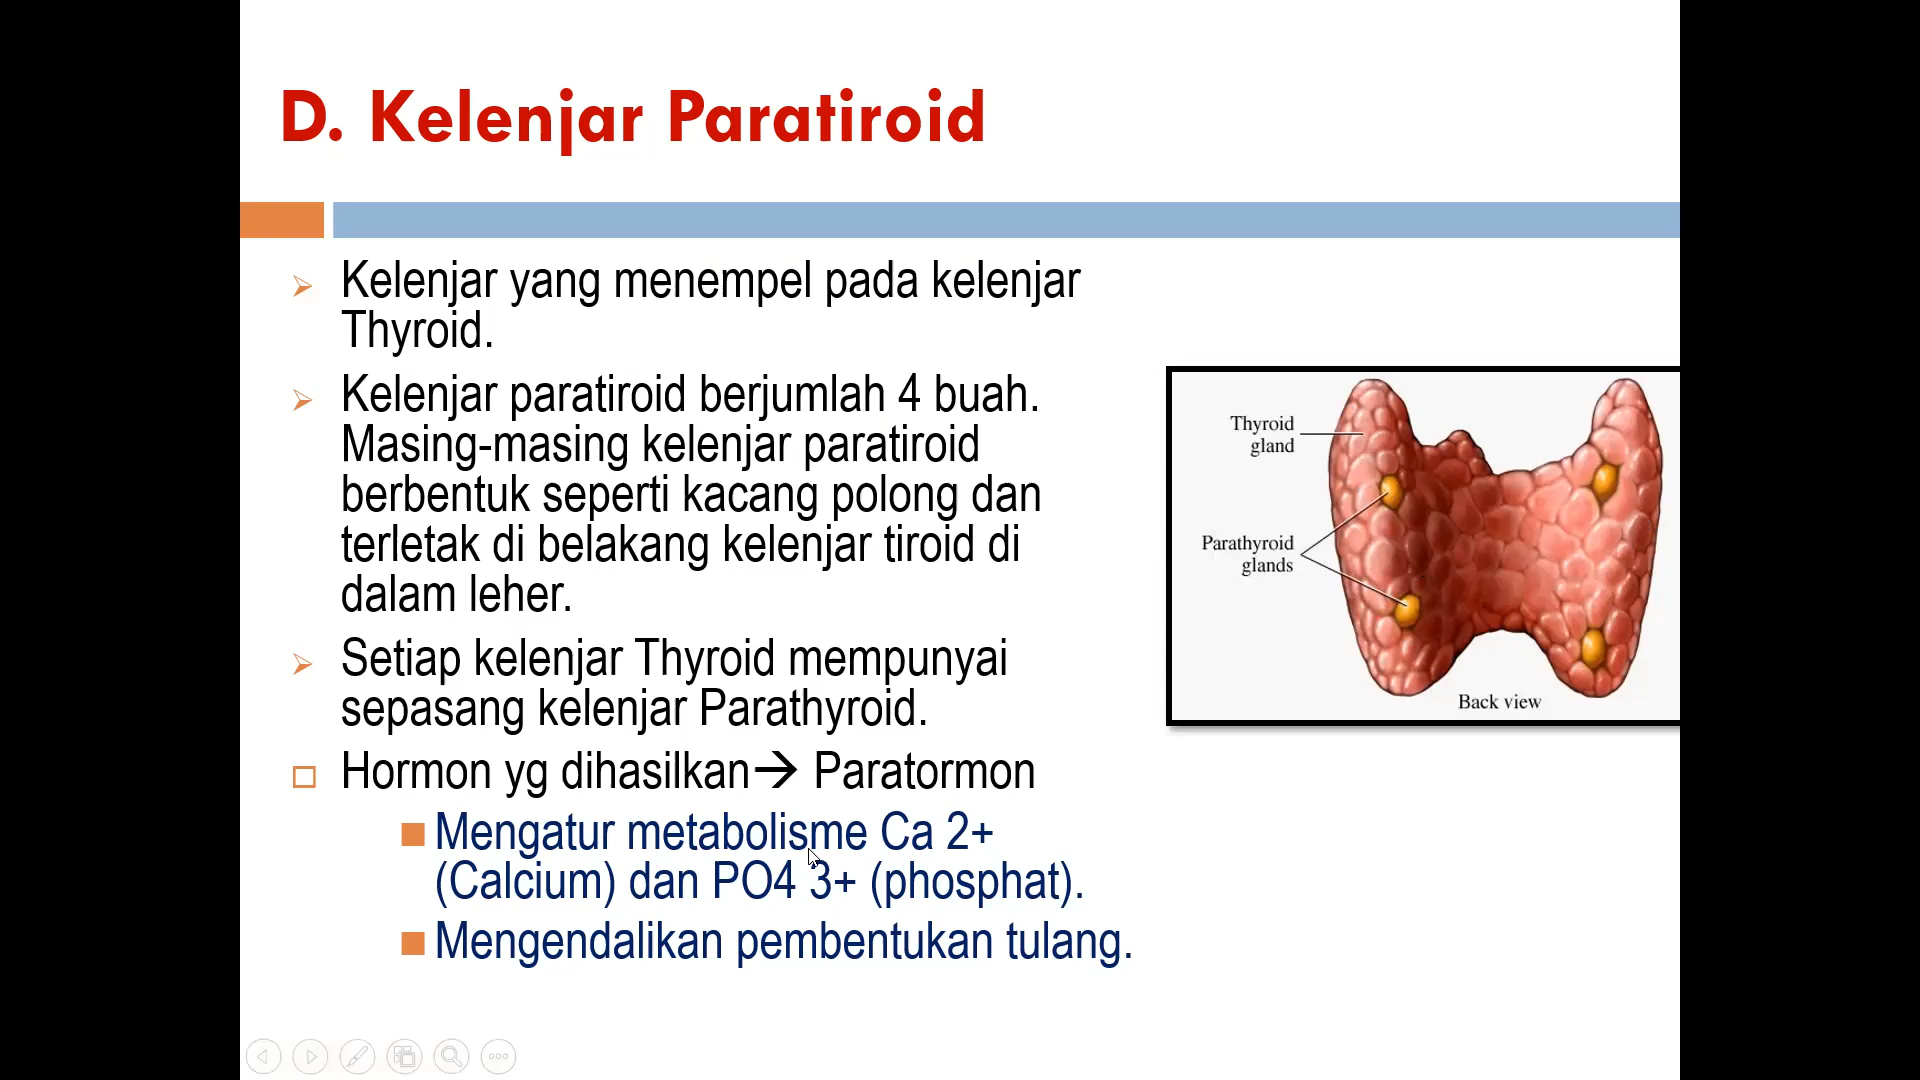 D. Kelenjar Paratiroid
Kelenjar yang menempel pada kelenjar
Thyroid.
Kelenjar paratiroid berjumlah 4 buah.
Masing-masing kelenjar paratiroid
berbentuk seperti kacang polong dan
terletak di belakang kelenjar tiroid di
dalam leher.
Setiap kelenjar Thyroid mempunyai
sepasang kelenjar Parathyroid.
Hormon yg dihasilkan→ Paratormon
Mengatur metabolisme Ca 2+
(Calcium) dan PO4 3+ (phosphat).
Mengendalikan pembentukan tulang.
Thyroid
gland
Parathyroid
glands
Back view